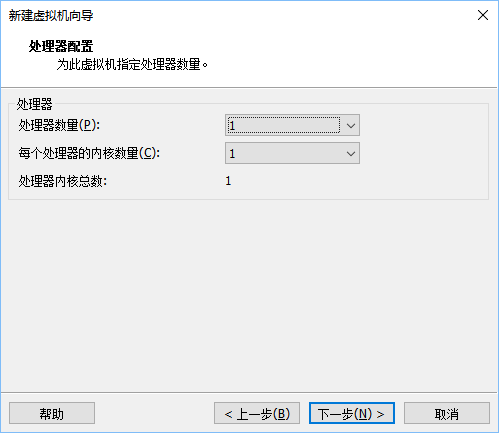 新建虚拟机向导
处理器配置
为此虚拟机指定处理器数量。
处理器
处理器数量(P): 1
每个处理器的内核数量(C): 1
处理器内核总数: 1
帮助 < 上一步(B) 下一步(N) > 取消